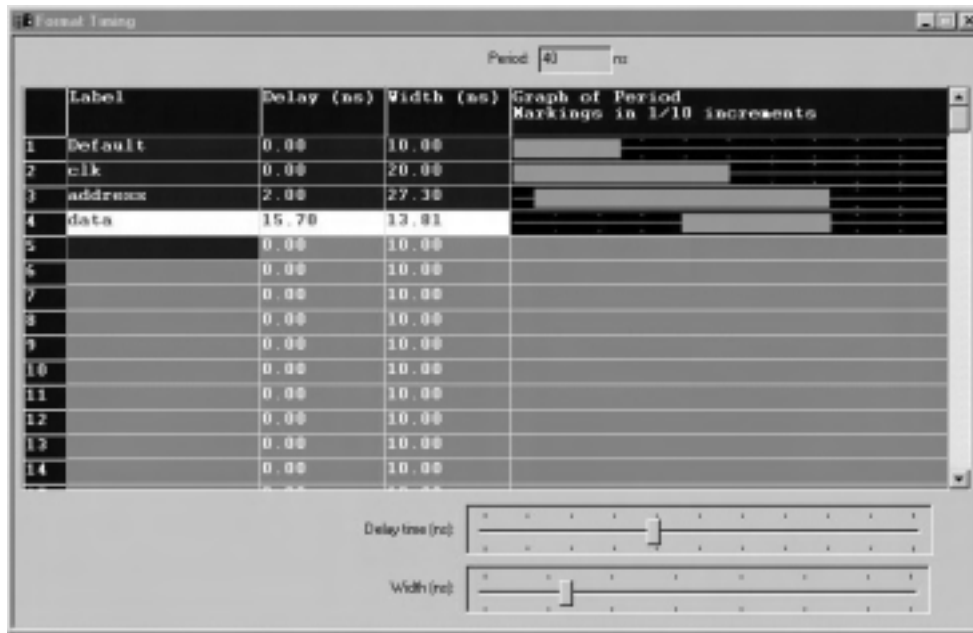 Format Timing
Period: 40 ns
Label Delay (ns) Width (ns) Graph of Period
Markings in 1/10 increments
1 Default 0.00 10.00
2 clk 0.00 20.00
3 address 2.00 27.30
4 data 15.70 13.81
5 0.00 10.00
6 0.00 10.00
7 0.00 10.00
8 0.00 10.00
9 0.00 10.00
10 0.00 10.00
11 0.00 10.00
12 0.00 10.00
13 0.00 10.00
14 0.00 10.00
Delay time (ns):
Width (ns):